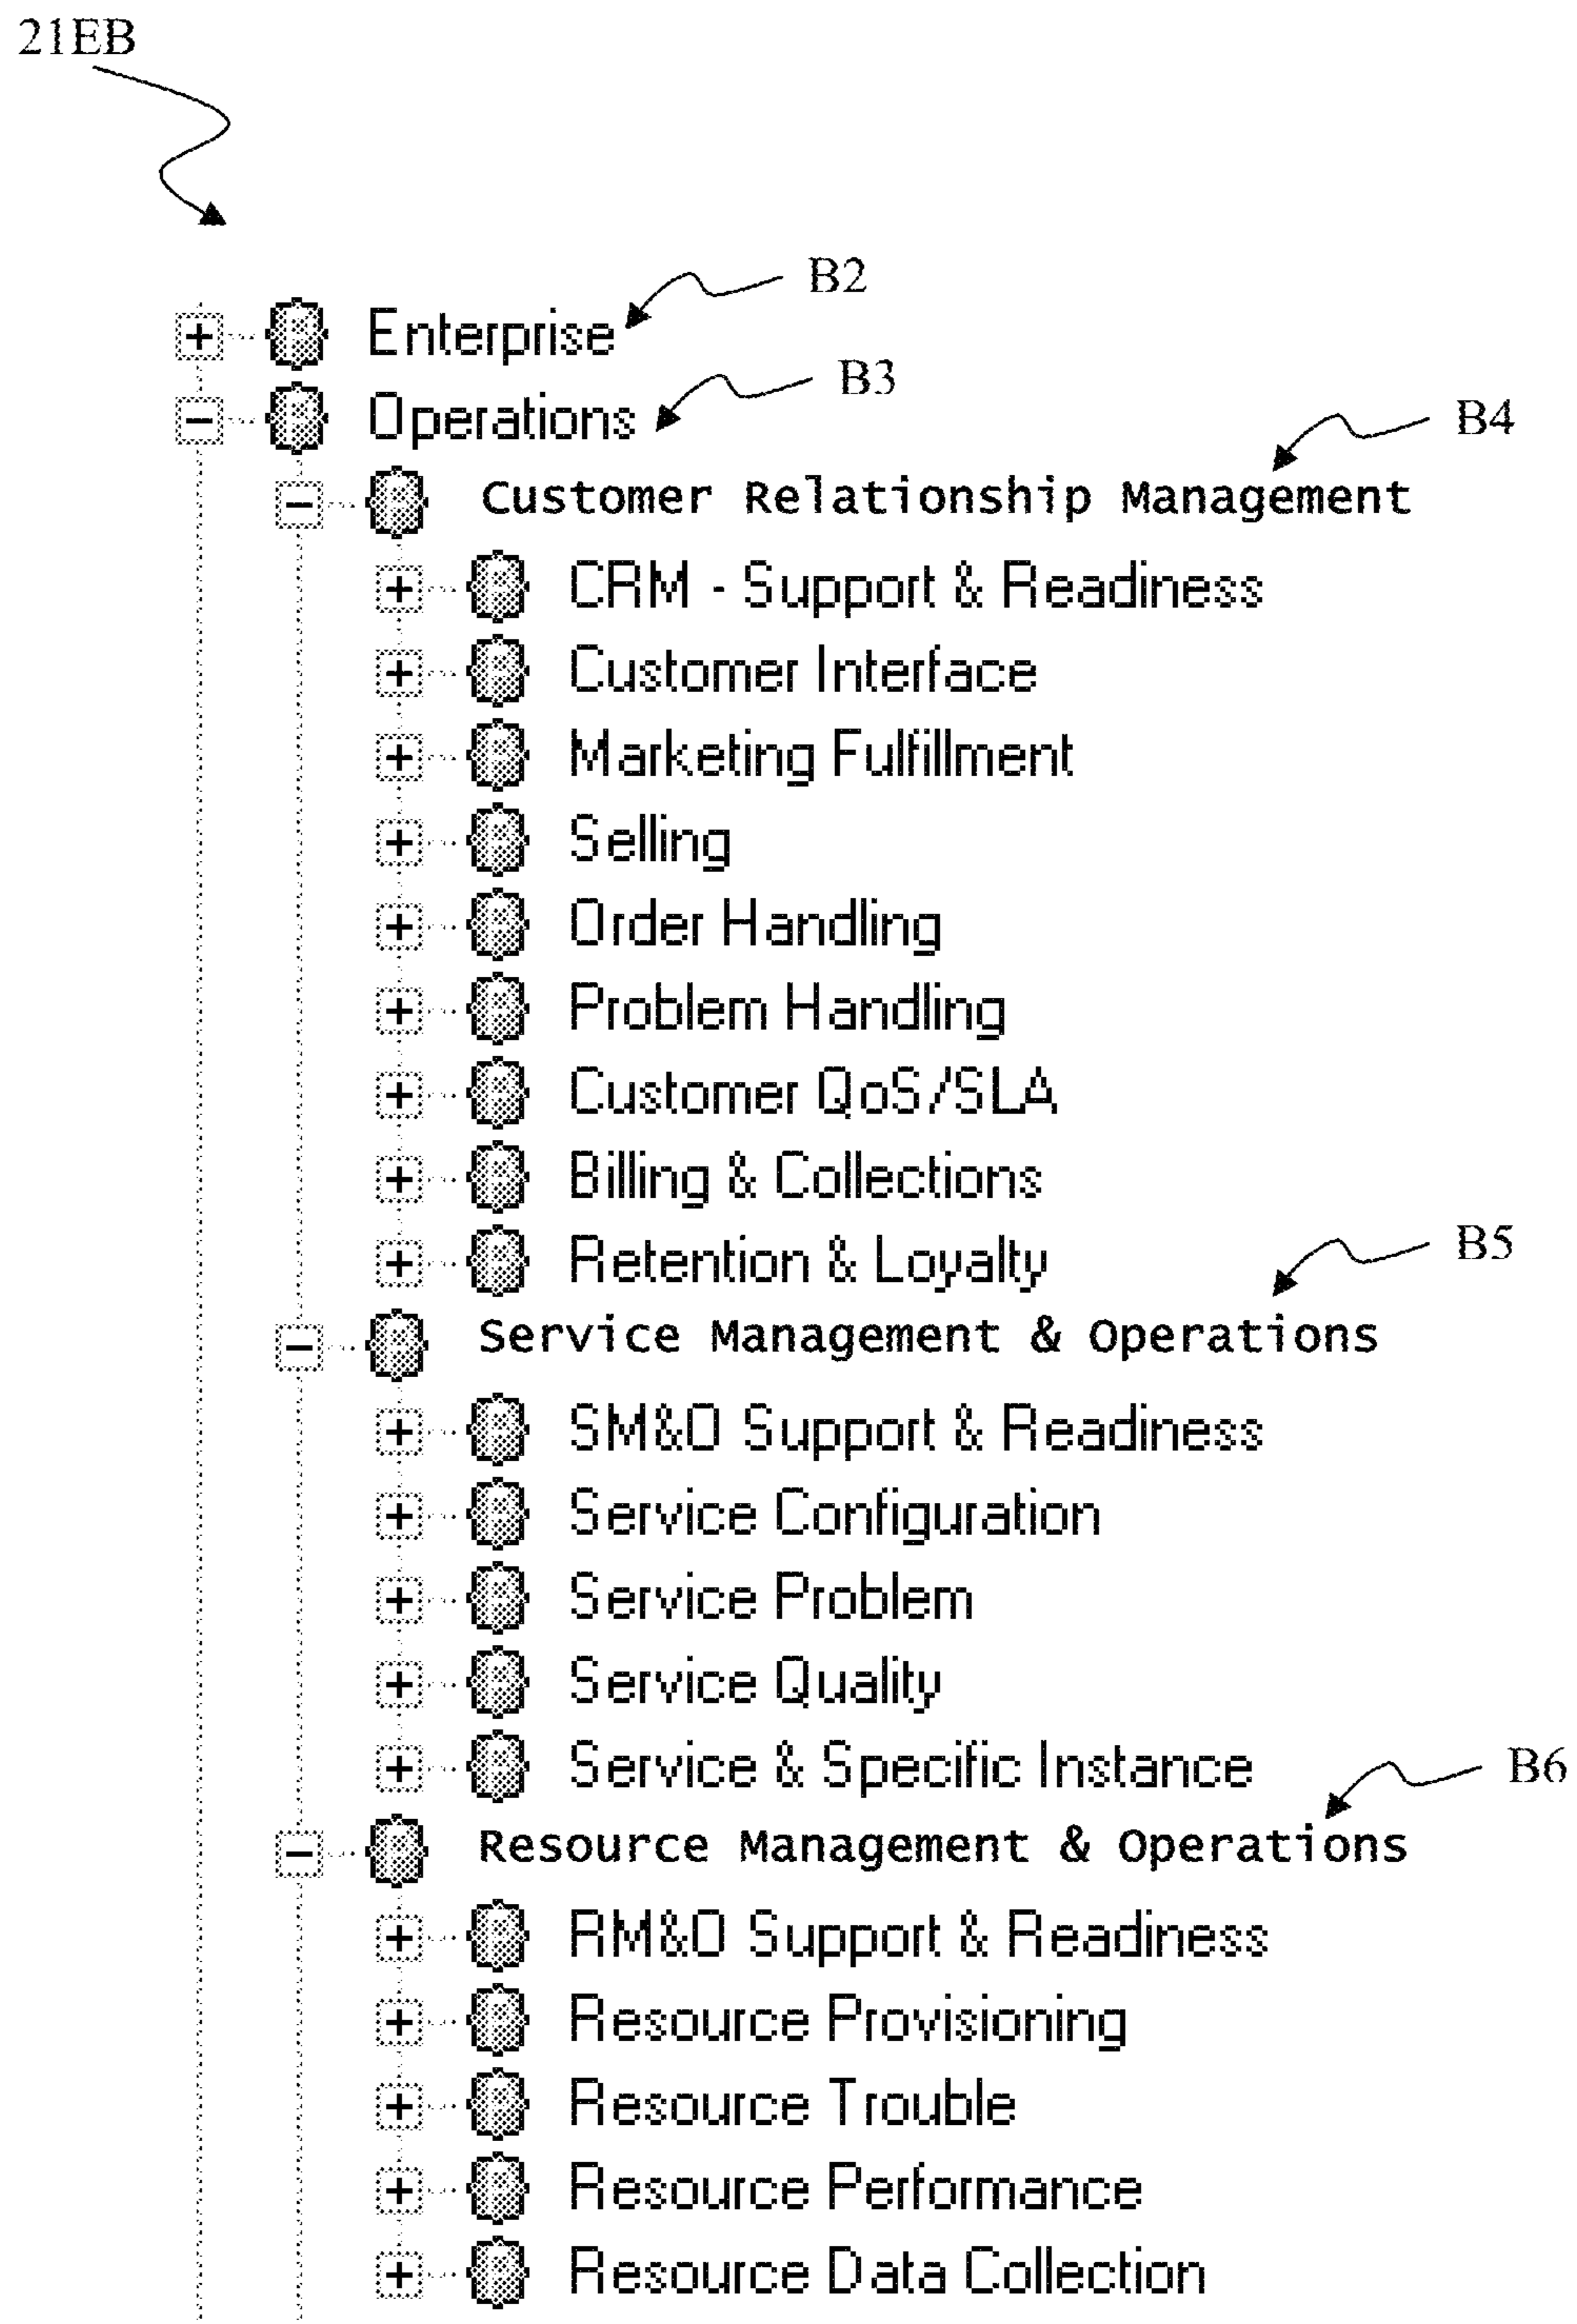 21EB
Enterprise B2
Operations B3
Customer Relationship Management B4
CRM - Support & Readiness
Customer Interface
Marketing Fulfillment
Selling
Order Handling
Problem Handling
Customer QoS/SLA
Billing & Collections
Retention & Loyalty
Service Management & Operations B5
SM&O Support & Readiness
Service Configuration
Service Problem
Service Quality
Service & Specific Instance
Resource Management & Operations B6
RM&O Support & Readiness
Resource Provisioning
Resource Trouble
Resource Performance
Resource Data Collection